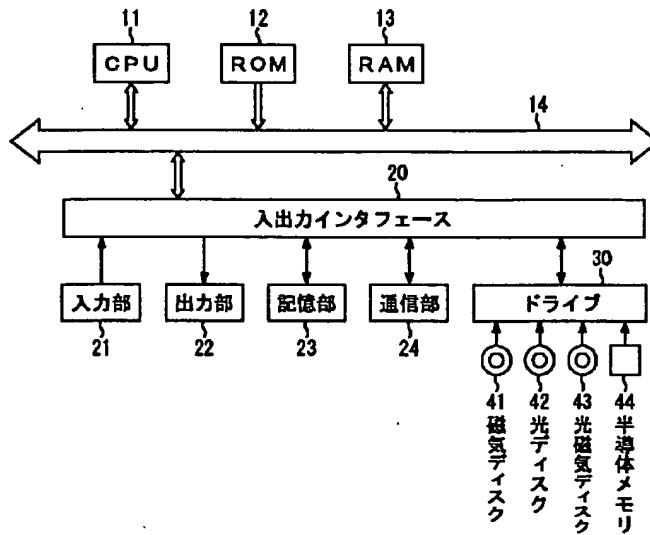 11
12
13
CPU
ROM
RAM
14
20
入出力インタフェース
30
入力部
出力部
記憶部
通信部
ドライブ
21
22
23
24
41 磁気ディスク
42 光ディスク
43 光磁気ディスク
44 半導体メモリ